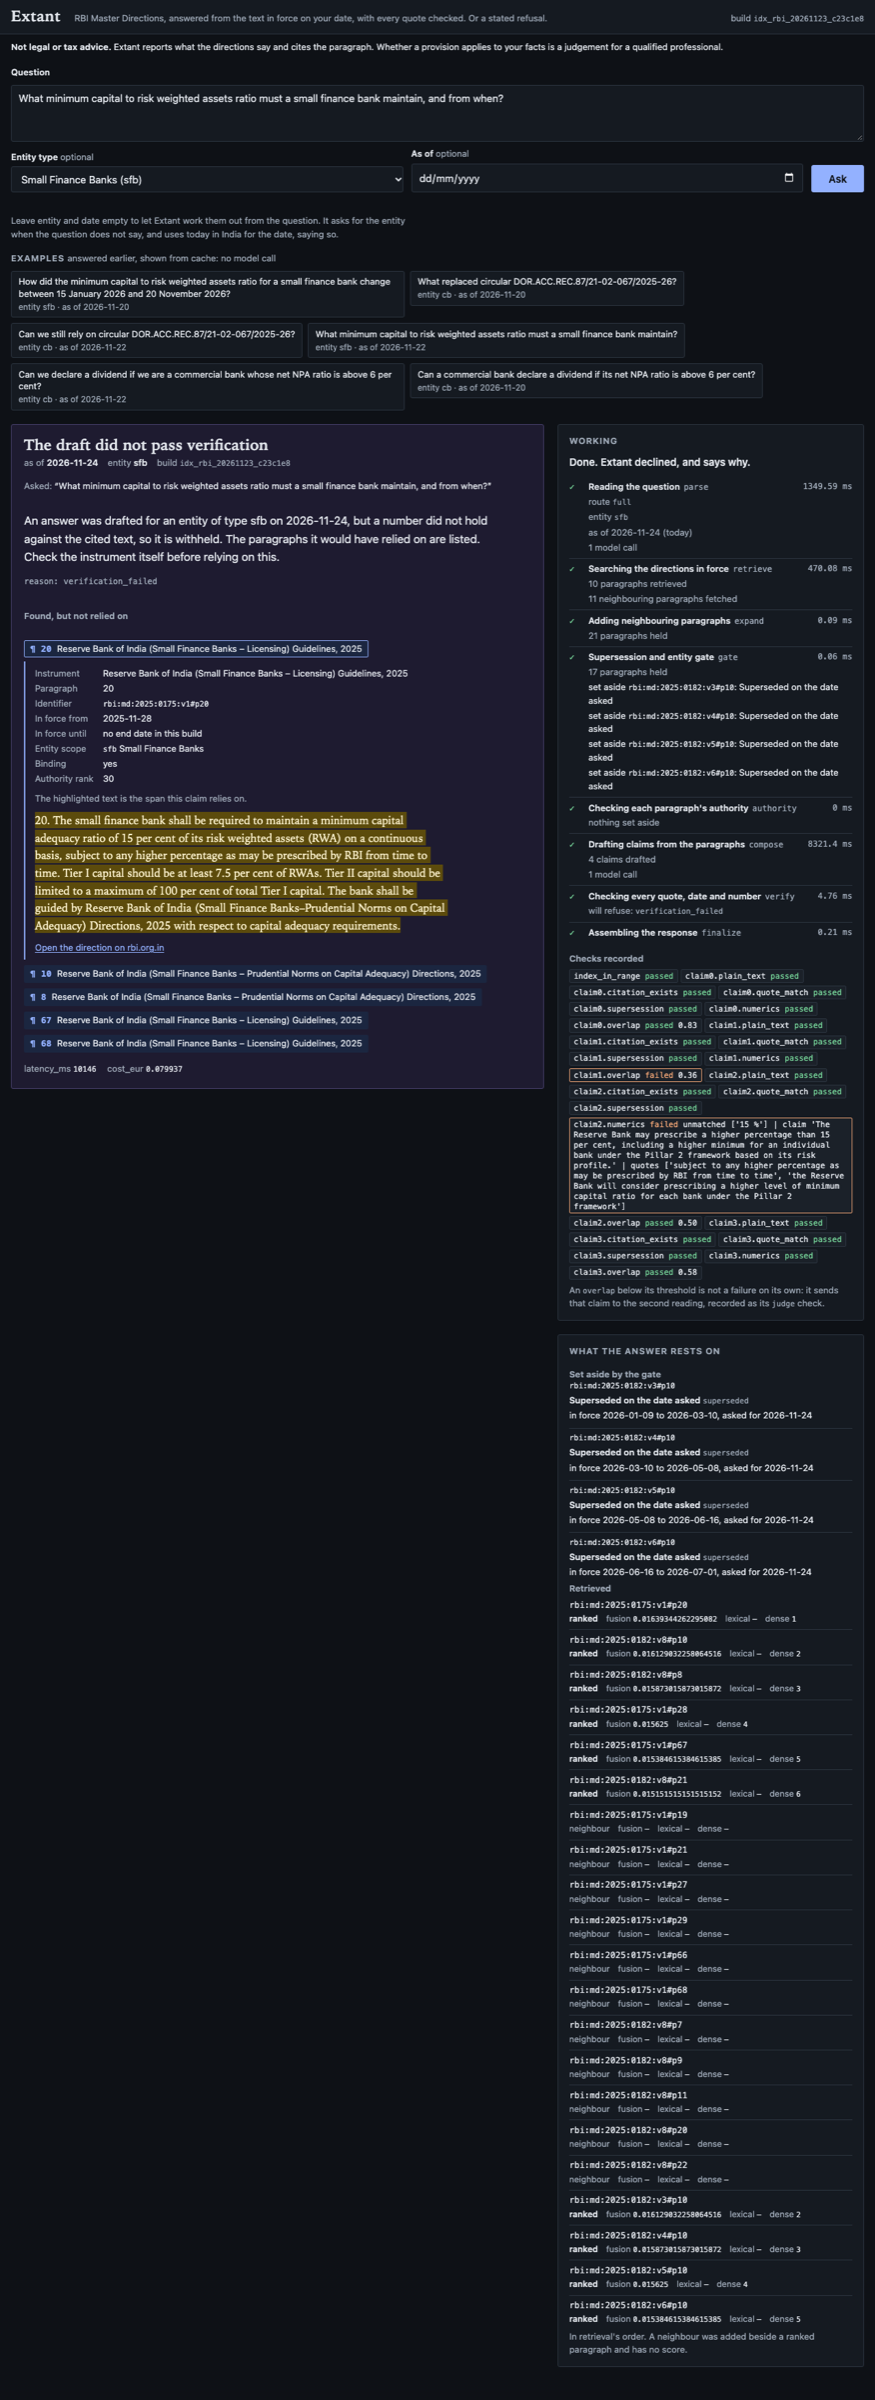 Extant
RBI Master Directions, answered from the text in force on your date, with every quote checked. Or a stated refusal.
build idx_rbi_20261123_c23c1e8
Not legal or tax advice. Extant reports what the directions say and cites the paragraph. Whether a provision applies to your facts is a judgement for a qualified professional.
Question
What minimum capital to risk weighted assets ratio must a small finance bank maintain, and from when?
Entity type optional
As of optional
Small Finance Banks (sfb)
dd/mm/yyyy
Ask
Leave entity and date empty to let Extant work them out from the question. It asks for the entity
when the question does not say, and uses today in India for the date, saying so.
EXAMPLES answered earlier, shown from cache: no model call
How did the minimum capital to risk weighted assets ratio for a small finance bank change
between 15 January 2026 and 20 November 2026?
entity sfb · as of 2026-11-20
What replaced circular DOR.ACC.REC.87/21-02-067/2025-26?
entity cb · as of 2026-11-20
Can we still rely on circular DOR.ACC.REC.87/21-02-067/2025-26?
entity cb · as of 2026-11-22
What minimum capital to risk weighted assets ratio must a small finance bank maintain?
entity sfb · as of 2026-11-22
Can we declare a dividend if we are a commercial bank whose net NPA ratio is above 6 per
cent?
entity cb · as of 2026-11-22
Can a commercial bank declare a dividend if its net NPA ratio is above 6 per cent?
entity cb · as of 2026-11-20
The draft did not pass verification
as of 2026-11-24 entity sfb build idx_rbi_20261123_c23c1e8
Asked: "What minimum capital to risk weighted assets ratio must a small finance bank maintain, and from when?"
An answer was drafted for an entity of type sfb on 2026-11-24, but a number did not hold
against the cited text, so it is withheld. The paragraphs it would have relied on are listed.
Check the instrument itself before relying on this.
reason: verification_failed
Found, but not relied on
¶ 20 Reserve Bank of India (Small Finance Banks – Licensing) Guidelines, 2025
Instrument Reserve Bank of India (Small Finance Banks – Licensing) Guidelines, 2025
Paragraph 20
Identifier rbi:md:2025:0175:v1#p20
In force from 2025-11-28
In force until no end date in this build
Entity scope sfb Small Finance Banks
Binding yes
Authority rank 30
The highlighted text is the span this claim relies on.
20. The small finance bank shall be required to maintain a minimum capital
adequacy ratio of 15 per cent of its risk weighted assets (RWA) on a continuous
basis, subject to any higher percentage as may be prescribed by RBI from time to
time. Tier I capital should be at least 7.5 per cent of RWAs. Tier II capital should be
limited to a maximum of 100 per cent of total Tier I capital. The bank shall be
guided by Reserve Bank of India (Small Finance Banks–Prudential Norms on Capital
Adequacy) Directions, 2025 with respect to capital adequacy requirements.
Open the direction on rbi.org.in
¶ 10 Reserve Bank of India (Small Finance Banks – Prudential Norms on Capital Adequacy) Directions, 2025
¶ 8 Reserve Bank of India (Small Finance Banks – Prudential Norms on Capital Adequacy) Directions, 2025
¶ 67 Reserve Bank of India (Small Finance Banks – Licensing) Guidelines, 2025
¶ 68 Reserve Bank of India (Small Finance Banks – Licensing) Guidelines, 2025
latency_ms 10146 cost_eur 0.079937
WORKING
Done. Extant declined, and says why.
✓ Reading the question parse 1349.59 ms
route full
entity sfb
as of 2026-11-24 (today)
1 model call
✓ Searching the directions in force retrieve 470.08 ms
10 paragraphs retrieved
11 neighbouring paragraphs fetched
✓ Adding neighbouring paragraphs expand 0.09 ms
21 paragraphs held
✓ Supersession and entity gate gate 0.06 ms
17 paragraphs held
set aside rbi:md:2025:0182:v3#p10: Superseded on the date
asked
set aside rbi:md:2025:0182:v4#p10: Superseded on the date
asked
set aside rbi:md:2025:0182:v5#p10: Superseded on the date
asked
set aside rbi:md:2025:0182:v6#p10: Superseded on the date
asked
✓ Checking each paragraph's authority authority 0 ms
nothing set aside
✓ Drafting claims from the paragraphs compose 8321.4 ms
4 claims drafted
1 model call
✓ Checking every quote, date and number verify 4.76 ms
will refuse: verification_failed
✓ Assembling the response finalize 0.21 ms
Checks recorded
index_in_range passed claim0.plain_text passed
claim0.citation_exists passed claim0.quote_match passed
claim0.supersession passed claim0.numerics passed
claim0.overlap passed 0.83 claim1.plain_text passed
claim1.citation_exists passed claim1.quote_match passed
claim1.supersession passed claim1.numerics passed
claim1.overlap failed 0.36 claim2.plain_text passed
claim2.citation_exists passed claim2.quote_match passed
claim2.supersession passed
claim2.numerics failed unmatched ['15 %'] | claim 'The
Reserve Bank may prescribe a higher percentage than 15
per cent, including a higher minimum for an individual
bank under the Pillar 2 framework based on its risk
profile.' | quotes ['subject to any higher percentage as
may be prescribed by RBI from time to time', 'the Reserve
Bank will consider prescribing a higher level of minimum
capital ratio for each bank under the Pillar 2
framework']
claim2.overlap passed 0.50 claim3.plain_text passed
claim3.citation_exists passed claim3.quote_match passed
claim3.supersession passed claim3.numerics passed
claim3.overlap passed 0.58
An overlap below its threshold is not a failure on its own: it sends
that claim to the second reading, recorded as its judge check.
WHAT THE ANSWER RESTS ON
Set aside by the gate
rbi:md:2025:0182:v3#p10
Superseded on the date asked superseded
in force 2026-01-09 to 2026-03-10, asked for 2026-11-24
rbi:md:2025:0182:v4#p10
Superseded on the date asked superseded
in force 2026-03-10 to 2026-05-08, asked for 2026-11-24
rbi:md:2025:0182:v5#p10
Superseded on the date asked superseded
in force 2026-05-08 to 2026-06-16, asked for 2026-11-24
rbi:md:2025:0182:v6#p10
Superseded on the date asked superseded
in force 2026-06-16 to 2026-07-01, asked for 2026-11-24
Retrieved
rbi:md:2025:0175:v1#p20
ranked fusion 0.01639344262295082 lexical – dense 1
rbi:md:2025:0182:v8#p10
ranked fusion 0.016129032258064516 lexical – dense 2
rbi:md:2025:0182:v8#p8
ranked fusion 0.015873015873015872 lexical – dense 3
rbi:md:2025:0175:v1#p28
ranked fusion 0.015625 lexical – dense 4
rbi:md:2025:0175:v1#p67
ranked fusion 0.015384615384615385 lexical – dense 5
rbi:md:2025:0182:v8#p21
ranked fusion 0.015151515151515152 lexical – dense 6
rbi:md:2025:0175:v1#p19
neighbour fusion – lexical – dense –
rbi:md:2025:0175:v1#p21
neighbour fusion – lexical – dense –
rbi:md:2025:0175:v1#p27
neighbour fusion – lexical – dense –
rbi:md:2025:0175:v1#p29
neighbour fusion – lexical – dense –
rbi:md:2025:0175:v1#p66
neighbour fusion – lexical – dense –
rbi:md:2025:0175:v1#p68
neighbour fusion – lexical – dense –
rbi:md:2025:0182:v8#p7
neighbour fusion – lexical – dense –
rbi:md:2025:0182:v8#p9
neighbour fusion – lexical – dense –
rbi:md:2025:0182:v8#p11
neighbour fusion – lexical – dense –
rbi:md:2025:0182:v8#p20
neighbour fusion – lexical – dense –
rbi:md:2025:0182:v8#p22
neighbour fusion – lexical – dense –
rbi:md:2025:0182:v3#p10
ranked fusion 0.016129032258064516 lexical – dense 2
rbi:md:2025:0182:v4#p10
ranked fusion 0.015873015873015872 lexical – dense 3
rbi:md:2025:0182:v5#p10
ranked fusion 0.015625 lexical – dense 4
rbi:md:2025:0182:v6#p10
ranked fusion 0.015384615384615385 lexical – dense 5
In retrieval's order. A neighbour was added beside a ranked
paragraph and has no score.